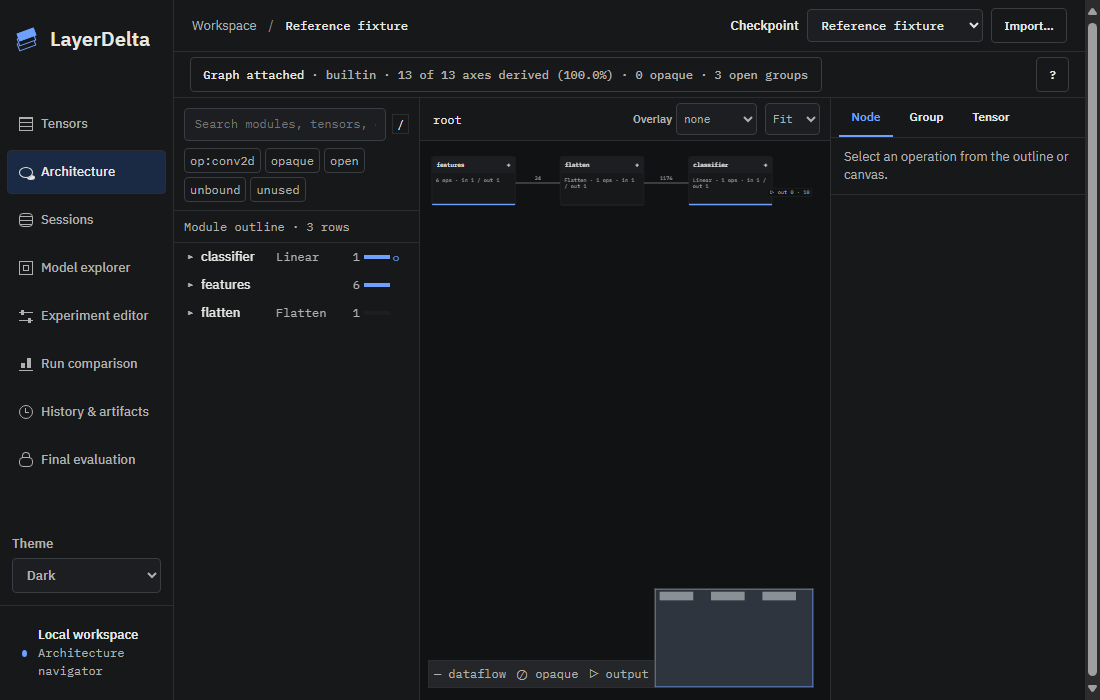 LayerDelta
Tensors
Architecture
Sessions
Model explorer
Experiment editor
Run comparison
History & artifacts
Final evaluation
Theme
Dark
Local workspace
Architecture
navigator
Workspace / Reference fixture
Checkpoint
Reference fixture
Import...
Graph attached · builtin · 13 of 13 axes derived (100.0%) · 0 opaque · 3 open groups
?
Search modules, tensors,
/
op:conv2d opaque open
unbound unused
Module outline · 3 rows
classifier Linear 1
features 6
flatten Flatten 1
root
Overlay none Fit
features
6 ops · in 1 / out 1
24
flatten
Flatten · 1 ops · in 1
/ out 1
1176
classifier
Linear · 1 ops · in 1 /
out 1
out 0 · 10
dataflow opaque output
Node Group Tensor
Select an operation from the outline or
canvas.